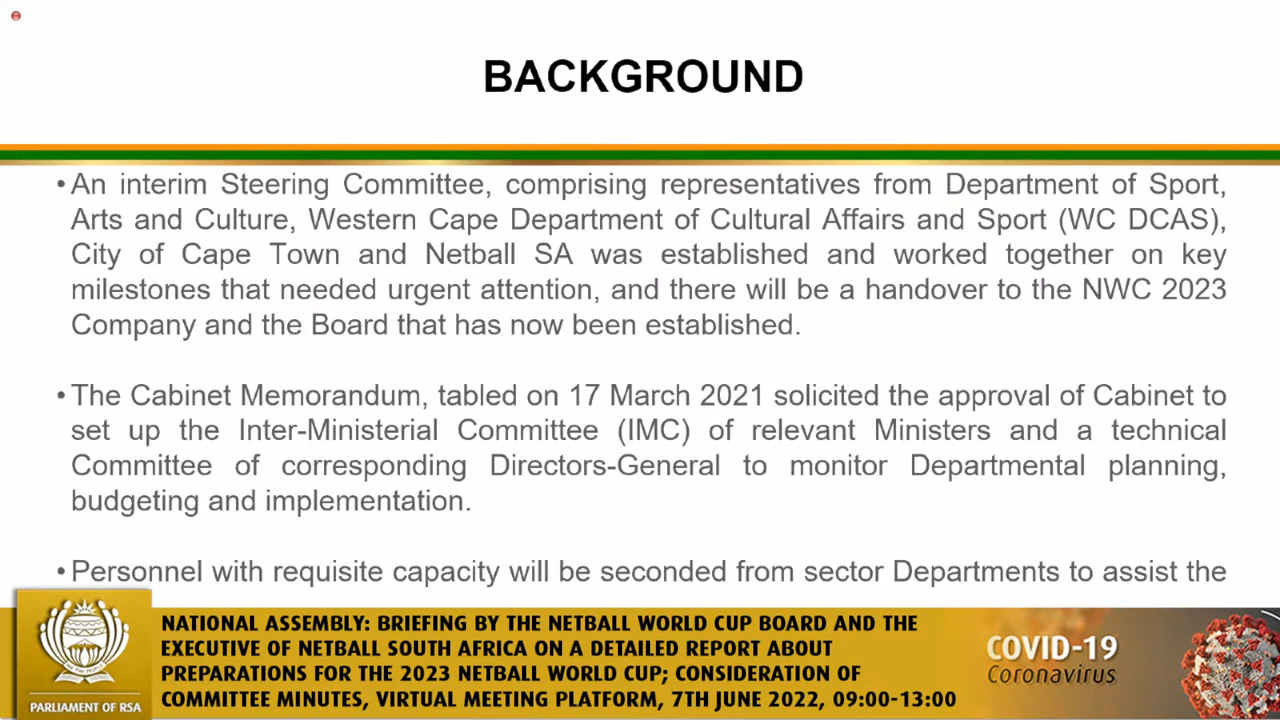 BACKGROUND
• An interim Steering Committee, comprising representatives from Department of Sport,
Arts and Culture, Western Cape Department of Cultural Affairs and Sport (WC DCAS),
City of Cape Town and Netball SA was established and worked together on key
milestones that needed urgent attention, and there will be a handover to the NWC 2023
Company and the Board that has now been established.
• The Cabinet Memorandum, tabled on 17 March 2021 solicited the approval of Cabinet to
set up the Inter-Ministerial Committee (IMC) of relevant Ministers and a technical
Committee of corresponding Directors-General to monitor Departmental planning,
budgeting and implementation.
• Personnel with requisite capacity will be seconded from sector Departments to assist the
NATIONAL ASSEMBLY: BRIEFING BY THE NETBALL WORLD CUP BOARD AND THE
EXECUTIVE OF NETBALL SOUTH AFRICA ON A DETAILED REPORT ABOUT
PREPARATIONS FOR THE 2023 NETBALL WORLD CUP; CONSIDERATION OF
COMMITTEE MINUTES, VIRTUAL MEETING PLATFORM, 7TH JUNE 2022, 09:00-13:00
PARLIAMENT OF RSA
COVID-19
Coronavirus